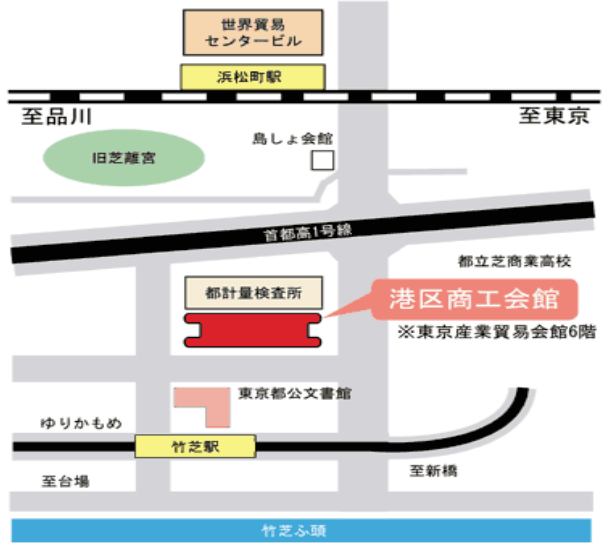 世界貿易
センタービル
浜松町駅
至品川
至東京
島しょ会館
旧芝離宮
首都高1号線
都立芝商業高校
都計量検査所
港区商工会館
※東京産業貿易会館6階
東京都公文書館
ゆりかもめ
竹芝駅
至新橋
至台場
竹芝ふ頭